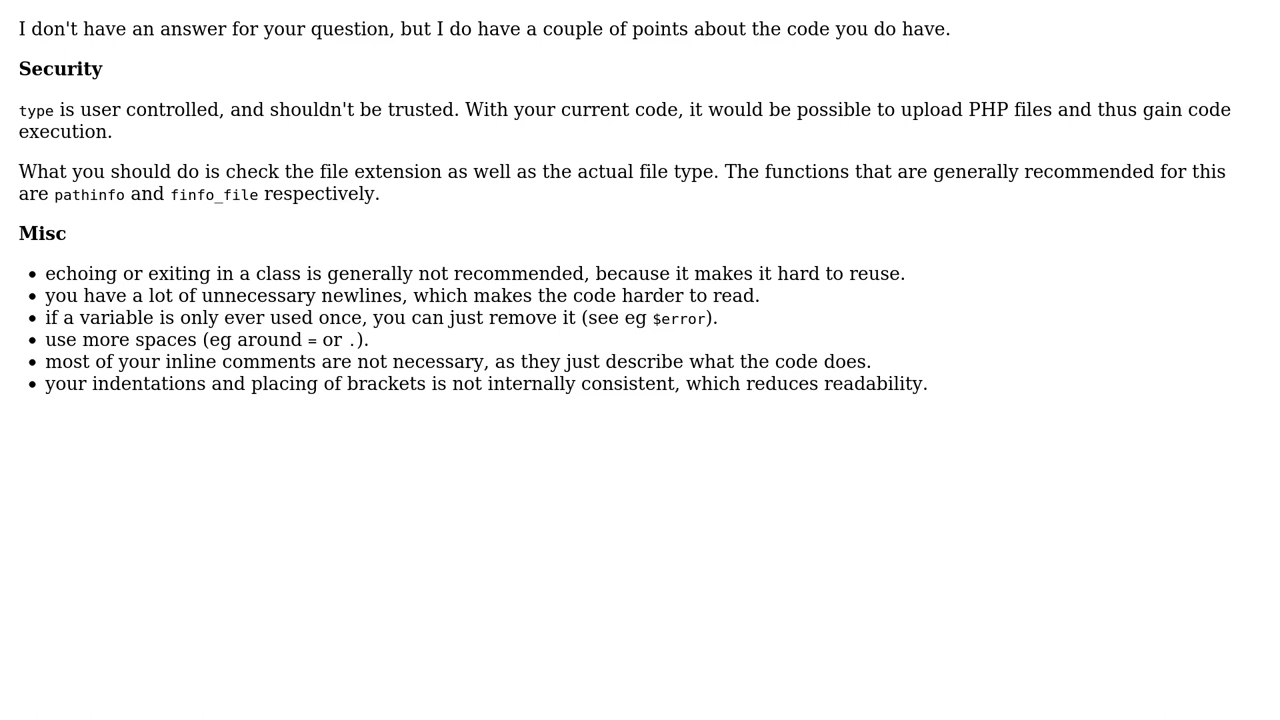 I don't have an answer for your question, but I do have a couple of points about the code you do have.
Security
type is user controlled, and shouldn't be trusted. With your current code, it would be possible to upload PHP files and thus gain code
execution.
What you should do is check the file extension as well as the actual file type. The functions that are generally recommended for this
are pathinfo and finfo_file respectively.
Misc
• echoing or exiting in a class is generally not recommended, because it makes it hard to reuse.
• you have a lot of unnecessary newlines, which makes the code harder to read.
• if a variable is only ever used once, you can just remove it (see eg $error).
• use more spaces (eg around = or .).
• most of your inline comments are not necessary, as they just describe what the code does.
• your indentations and placing of brackets is not internally consistent, which reduces readability.